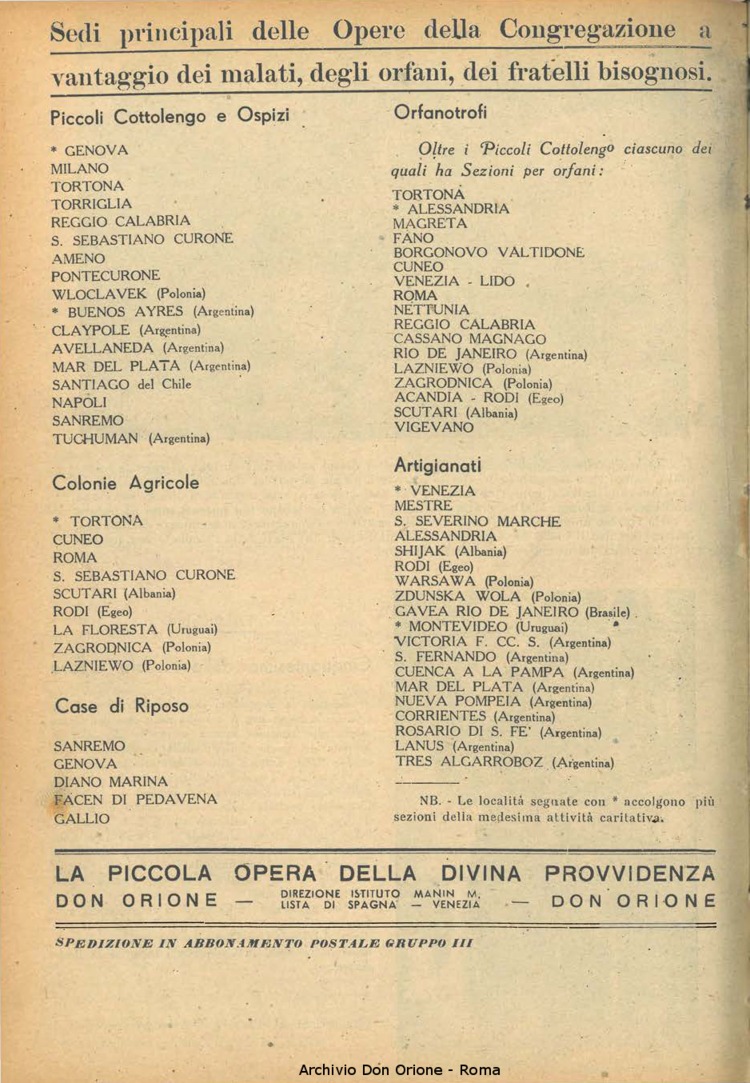 Sedi principali delle Opere della Congregazione a
vantaggio dei malati, degli orfani, dei fratelli bisognosi.
Piccoli Cottolengo e Ospizi
* GENOVA
MILANO
TORTONA
TORRIGLIA
REGGIO CALABRIA
S. SEBASTIANO CURONE
AMENO
PONTECURONE
WLOCLAVEK (Polonia)
* BUENOS AYRES (Argentina)
CLAYPOLE (Argentina)
AVELLANEDA (Argentina)
MAR DEL PLATA (Argentina)
SANTIAGO del Chile
NAPOLI
SANREMO
TUCHUMAN (Argentina)
Colonie Agricole
* TORTONA
CUNEO
ROMA
S. SEBASTIANO CURONE
SCUTARI (Albania)
RODI (Egeo)
LA FLORESTA (Uruguai)
ZAGRODNICA (Polonia)
LAZNIEWO (Polonia)
Case di Riposo
SANREMO
GENOVA
DIANO MARINA
FACEN DI PEDAVENA
GALLIO
Orfanotrofi
Oltre i Piccoli Cottolengo ciascuno dei
quali ha Sezioni per orfani:
TORTONA
* ALESSANDRIA
MAGRETA
FANO
BORGONOVO VALTIDONE
CUNEO
VENEZIA - LIDO
ROMA
NETTUNIA
REGGIO CALABRIA
CASSANO MAGNAGO
RIO DE JANEIRO (Argentina)
LAZNIEWO (Polonia)
ZAGRODNICA (Polonia)
ACANDIA - RODI (Egeo)
SCUTARI (Albania)
VIGEVANO
Artigianati
* VENEZIA
MESTRE
S. SEVERINO MARCHE
ALESSANDRIA
SHIJAK (Albania)
RODI (Egeo)
WARSAWA (Polonia)
ZDUNSKA WOLA (Polonia)
GAVEA RIO DE JANEIRO (Brasile)
* MONTEVIDEO (Uruguai)
VICTORIA F. CC. S. (Argentina)
S. FERNANDO (Argentina)
CUENCA A LA PAMPA (Argentina)
MAR DEL PLATA (Argentina)
NUEVA POMPEIA (Argentina)
CORRIENTES (Argentina)
ROSARIO DI S. FE' (Argentina)
LANUS (Argentina)
TRES ALGARROBOZ (Argentina)
NB. - Le località segnate con * accolgono più
sezioni della medesima attività caritativa.
LA PICCOLA OPERA DELLA DIVINA PROVVIDENZA
DON ORIONE — DIREZIONE ISTITUTO MANIN M. LISTA DI SPAGNA — VENEZIA — DON ORIONE
SPEDIZIONE IN ABBONAMENTO POSTALE GRUPPO III
Archivio Don Orione - Roma